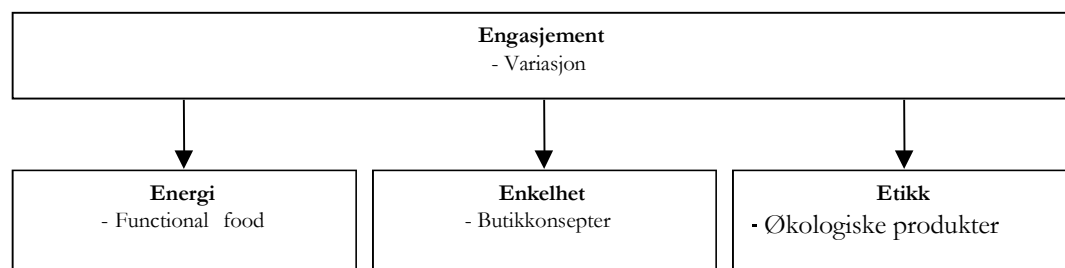 Engasjement
- Variasjon
Energi
- Functional food
Enkelhet
- Butikkonsepter
Etikk
- Økologiske produkter